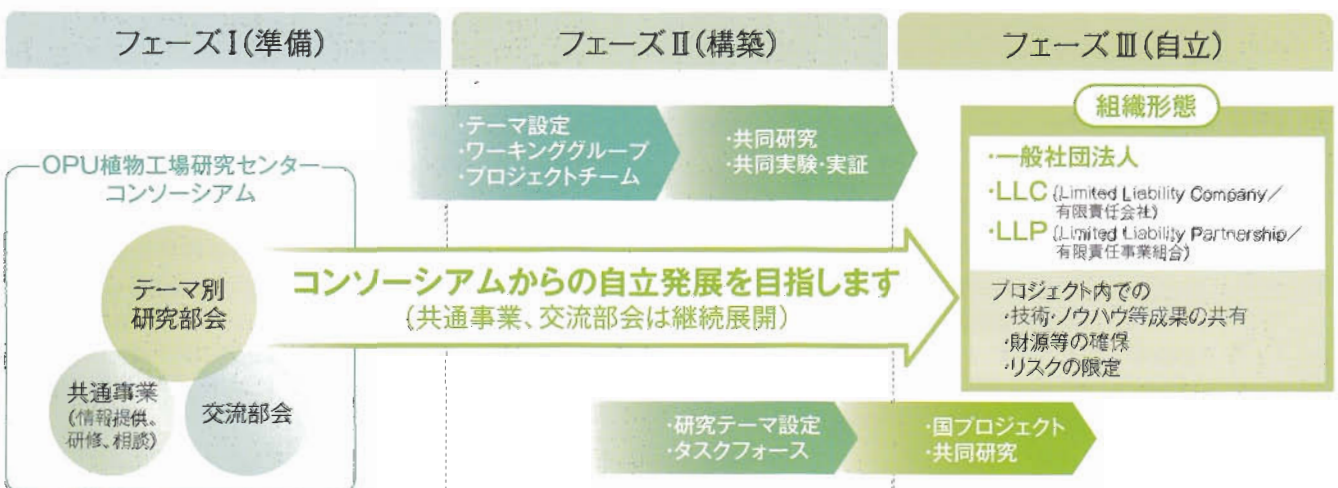 フェーズⅠ(準備)
フェーズⅡ(構築)
フェーズⅢ(自立)
OPU植物工場研究センター
コンソーシアム
テーマ別
研究部会
共通事業
(情報提供、
研修、相談)
交流部会
・テーマ設定
・ワーキンググループ
・プロジェクトチーム
・共同研究
・共同実験・実証
コンソーシアムからの自立発展を目指します
(共通事業、交流部会は継続展開)
・研究テーマ設定
・タスクフォース
・国プロジェクト
・共同研究
組織形態
・一般社団法人
・LLC (Limited Liability Company/
有限責任会社)
・LLP (Limited Liability Partnership/
有限責任事業組合)
プロジェクト内での
・技術・ノウハウ等成果の共有
・財源等の確保
・リスクの限定